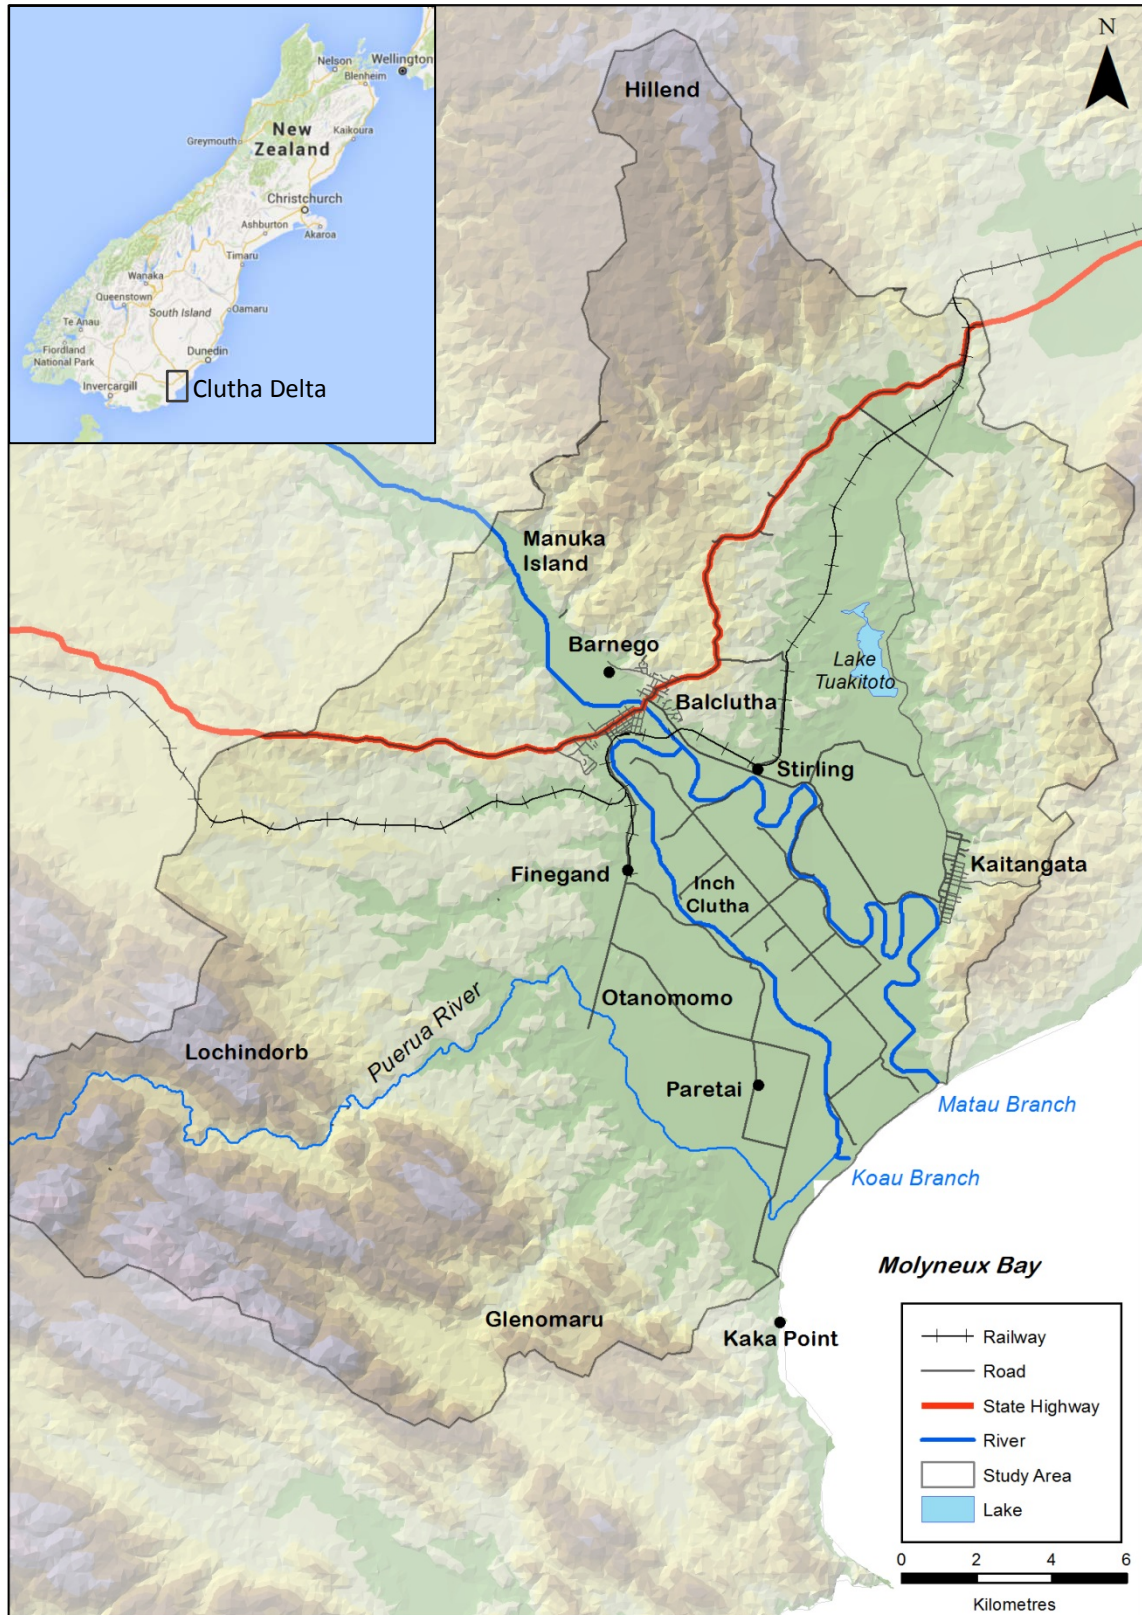 Nelson
Wellington
Blenheim
New
Zealand
Greymouth
Kaikoura
Christchurch
Ashburton
Akaroa
Timaru
Wanaka
Queenstown
Oamaru
South Island
Te Anau
Fiordland
National Park
Dunedin
Invercargill
Clutha Delta
N
Hillend
Manuka
Island
Barnego
Lake
Tuakitoto
Balclutha
Stirling
Kaitangata
Finegand
Inch
Clutha
Otanomomo
Puerua River
Lochindorb
Paretai
Matau Branch
Koau Branch
Molyneux Bay
Glenomaru
Kaka Point
Railway
Road
State Highway
River
Study Area
Lake
0 2 4 6
Kilometres